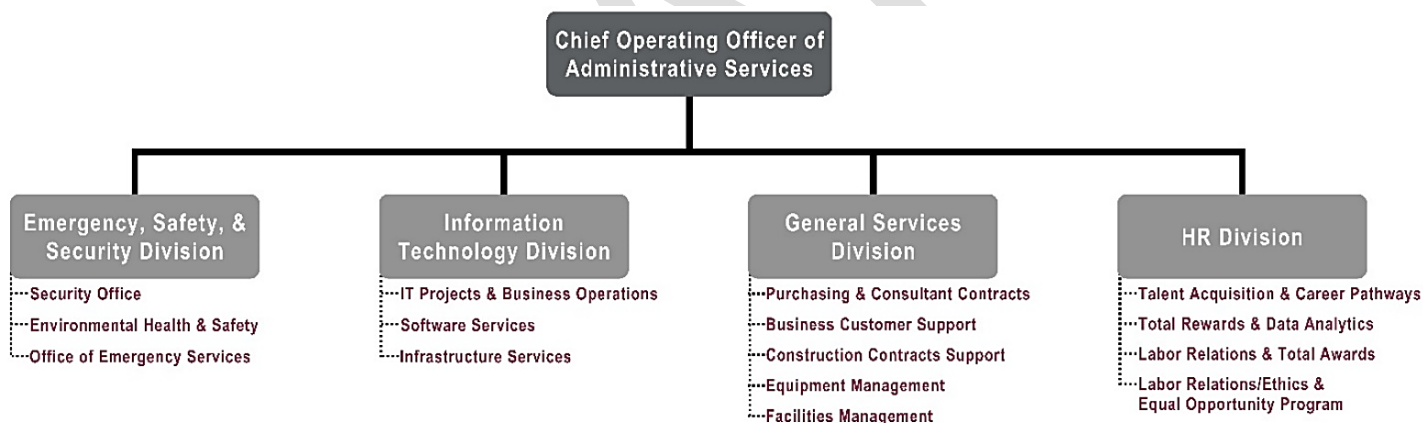 Chief Operating Officer of
Administrative Services
Emergency, Safety, &
Security Division
Security Office
Environmental Health & Safety
Office of Emergency Services
Information
Technology Division
IT Projects & Business Operations
Software Services
Infrastructure Services
General Services
Division
Purchasing & Consultant Contracts
Business Customer Support
Construction Contracts Support
Equipment Management
Facilities Management
HR Division
Talent Acquisition & Career Pathways
Total Rewards & Data Analytics
Labor Relations & Total Awards
Labor Relations/Ethics &
Equal Opportunity Program